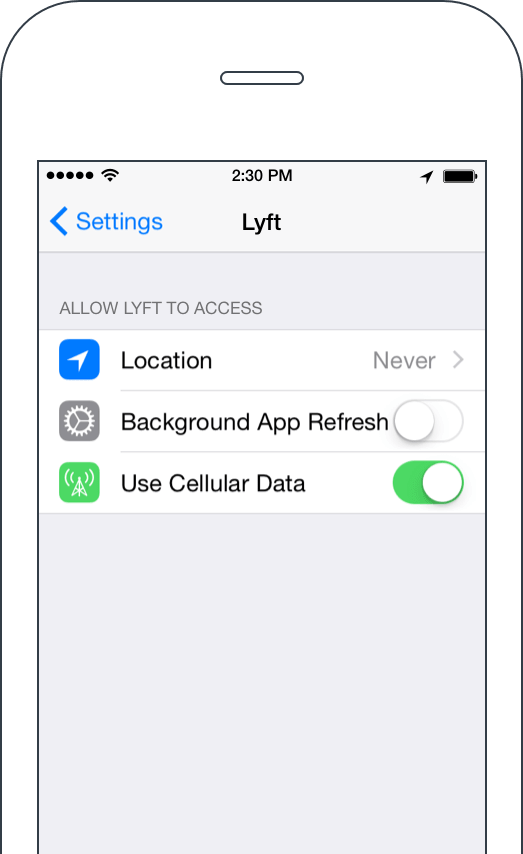 2:30 PM
Settings
Lyft
ALLOW LYFT TO ACCESS
Location Never
Background App Refresh
Use Cellular Data